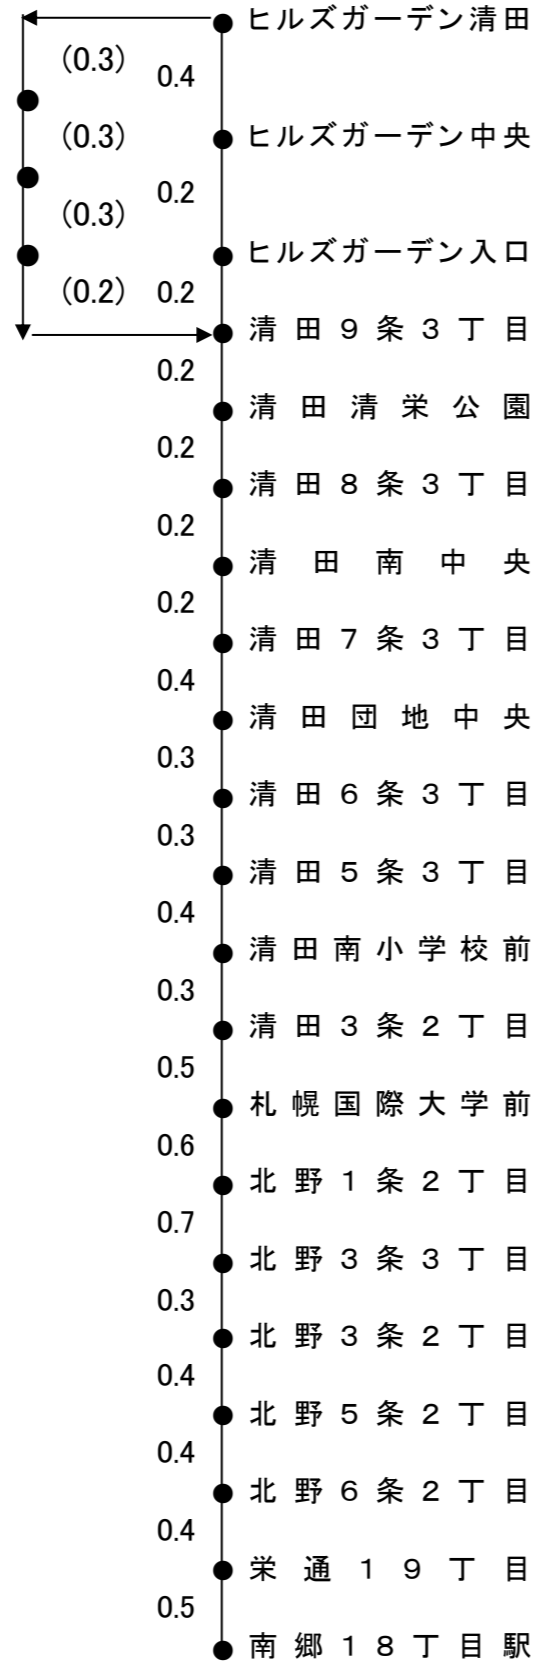 ヒルズガーデン清田
(0.3)
0.4
(0.3)
ヒルズガーデン中央
0.2
(0.3)
ヒルズガーデン入口
(0.2) 0.2
清田9条3丁目
0.2
清田清栄公園
0.2
清田8条3丁目
0.2
清田南中央
0.2
清田7条3丁目
0.4
清田団地中央
0.3
清田6条3丁目
0.3
清田5条3丁目
0.4
清田南小学校前
0.3
清田3条2丁目
0.5
札幌国際大学前
0.6
北野1条2丁目
0.7
北野3条3丁目
0.3
北野3条2丁目
0.4
北野5条2丁目
0.4
北野6条2丁目
0.4
栄通19丁目
0.5
南郷18丁目駅